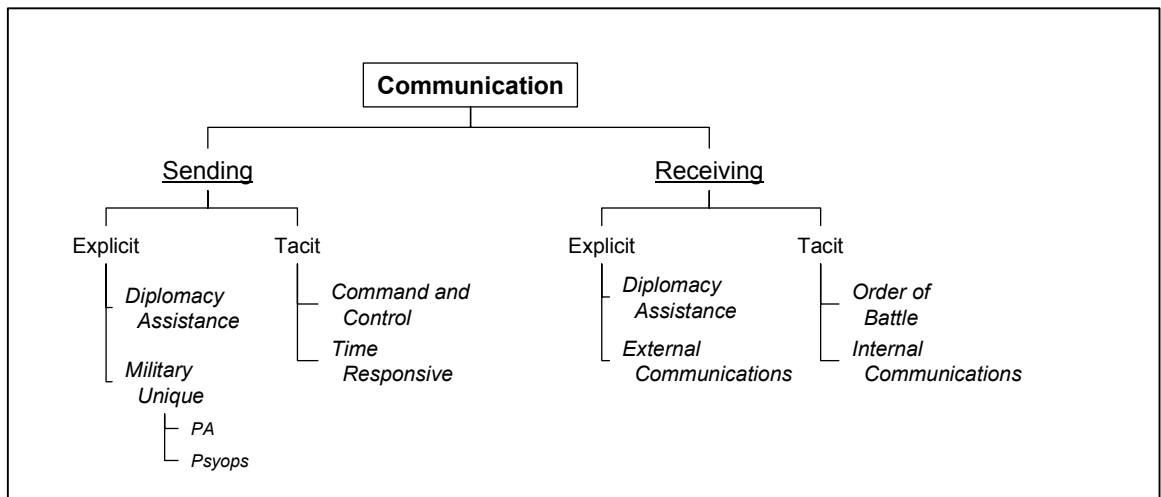 Communication
Sending
Receiving
Explicit
Tacit
Explicit
Tacit
Diplomacy
Assistance
Command and
Control
Diplomacy
Assistance
Order of
Battle
Military
Unique
Time
Responsive
External
Communications
Internal
Communications
PA
Psyops